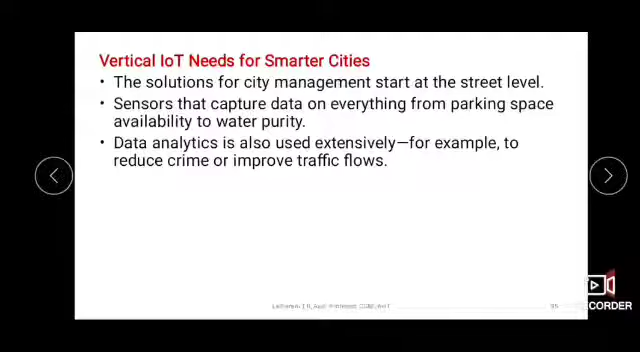 Vertical IoT Needs for Smarter Cities
• The solutions for city management start at the street level.
• Sensors that capture data on everything from parking space
availability to water purity.
• Data analytics is also used extensively—for example, to
reduce crime or improve traffic flows.
CORDER